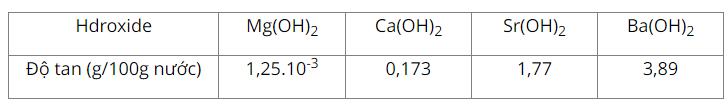 Hdroxide Mg(OH)₂ Ca(OH)₂ Sr(OH)₂ Ba(OH)₂
Độ tan (g/100g nước) 1,25.10⁻³ 0,173 1,77 3,89